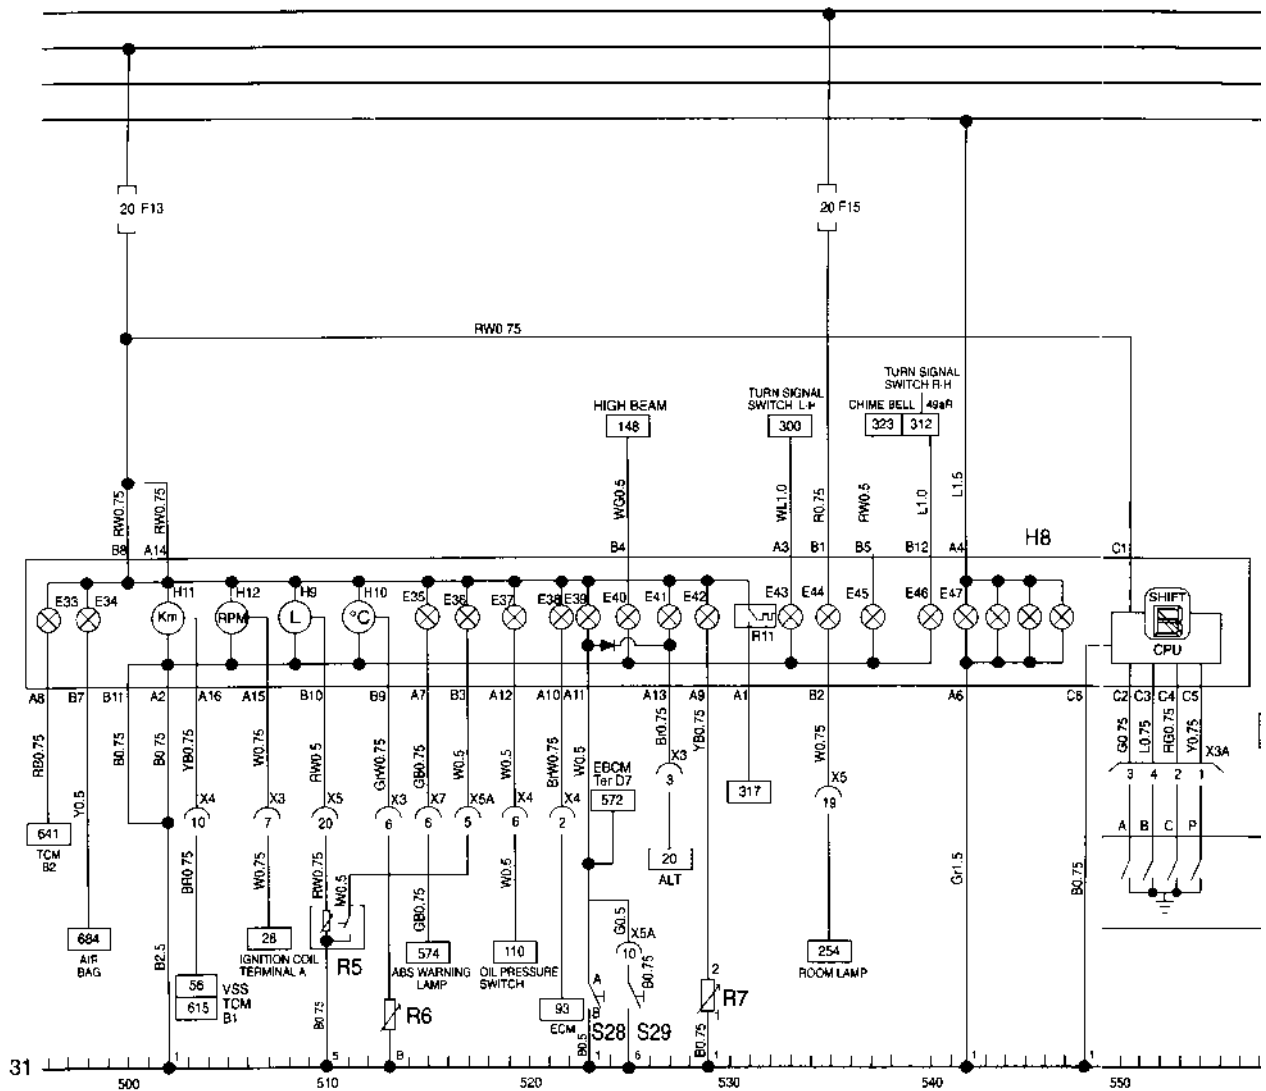 20 F13
20 F15
RW0 75
HIGH BEAM
148
TURN SIGNAL
SWITCH L-H
300
TURN SIGNAL
SWITCH R-H
CHIME BELL
49aR
323
312
RW0.75
RW0.75
WG0.5
WL1.0
R0.75
RW0.5
L1.0
L1.5
H8
B8
A14
B4
A3
B1
B5
B12
A4
C1
E33
E34
H11
H12
H9
H10
E35
E36
E37
E38
E39
E40
E41
E42
E43
E44
E45
E46
E47
Km
RPM
L
°C
R11
SHIFT
CPU
A8
B7
B11
A2
A16
A15
B10
B9
A7
B3
A12
A10
A11
A13
A9
A1
B2
A6
C6
C2
C3
C4
C5
RB0.75
Y0.5
B0.75
B0 75
YB0.75
W0.75
RW0.5
GrW0.75
GB0.75
W0.5
W0.5
BrW0.75
W0.5
Br0.75
YB0.75
W0.75
G0.75
L0.75
RG0.75
Y0.75
X3A
EBCM
Ter D7
572
X3
3
317
X5
19
3
4
2
1
X4
10
X3
7
X5
20
X3
6
X7
6
X5A
5
X4
6
X4
2
641
TCM
B2
20
ALT
A
B
C
P
BR0.75
W0.75
RW0.75
W0.5
GB0.75
W0.5
G0.5
X5A
10
B0.75
Gr1.5
B0.75
684
AIR
BAG
B2.5
28
IGNITION COIL
TERMINAL A
R5
574
ABS WARNING
LAMP
110
OIL PRESSURE
SWITCH
254
ROOM LAMP
56
615
VSS
TCM
B1
B0.75
R6
93
ECM
A
B
B0.5
S28
S29
2
R7
1
B0.75
31
1
5
8
1
6
1
1
1
500
510
520
530
540
550